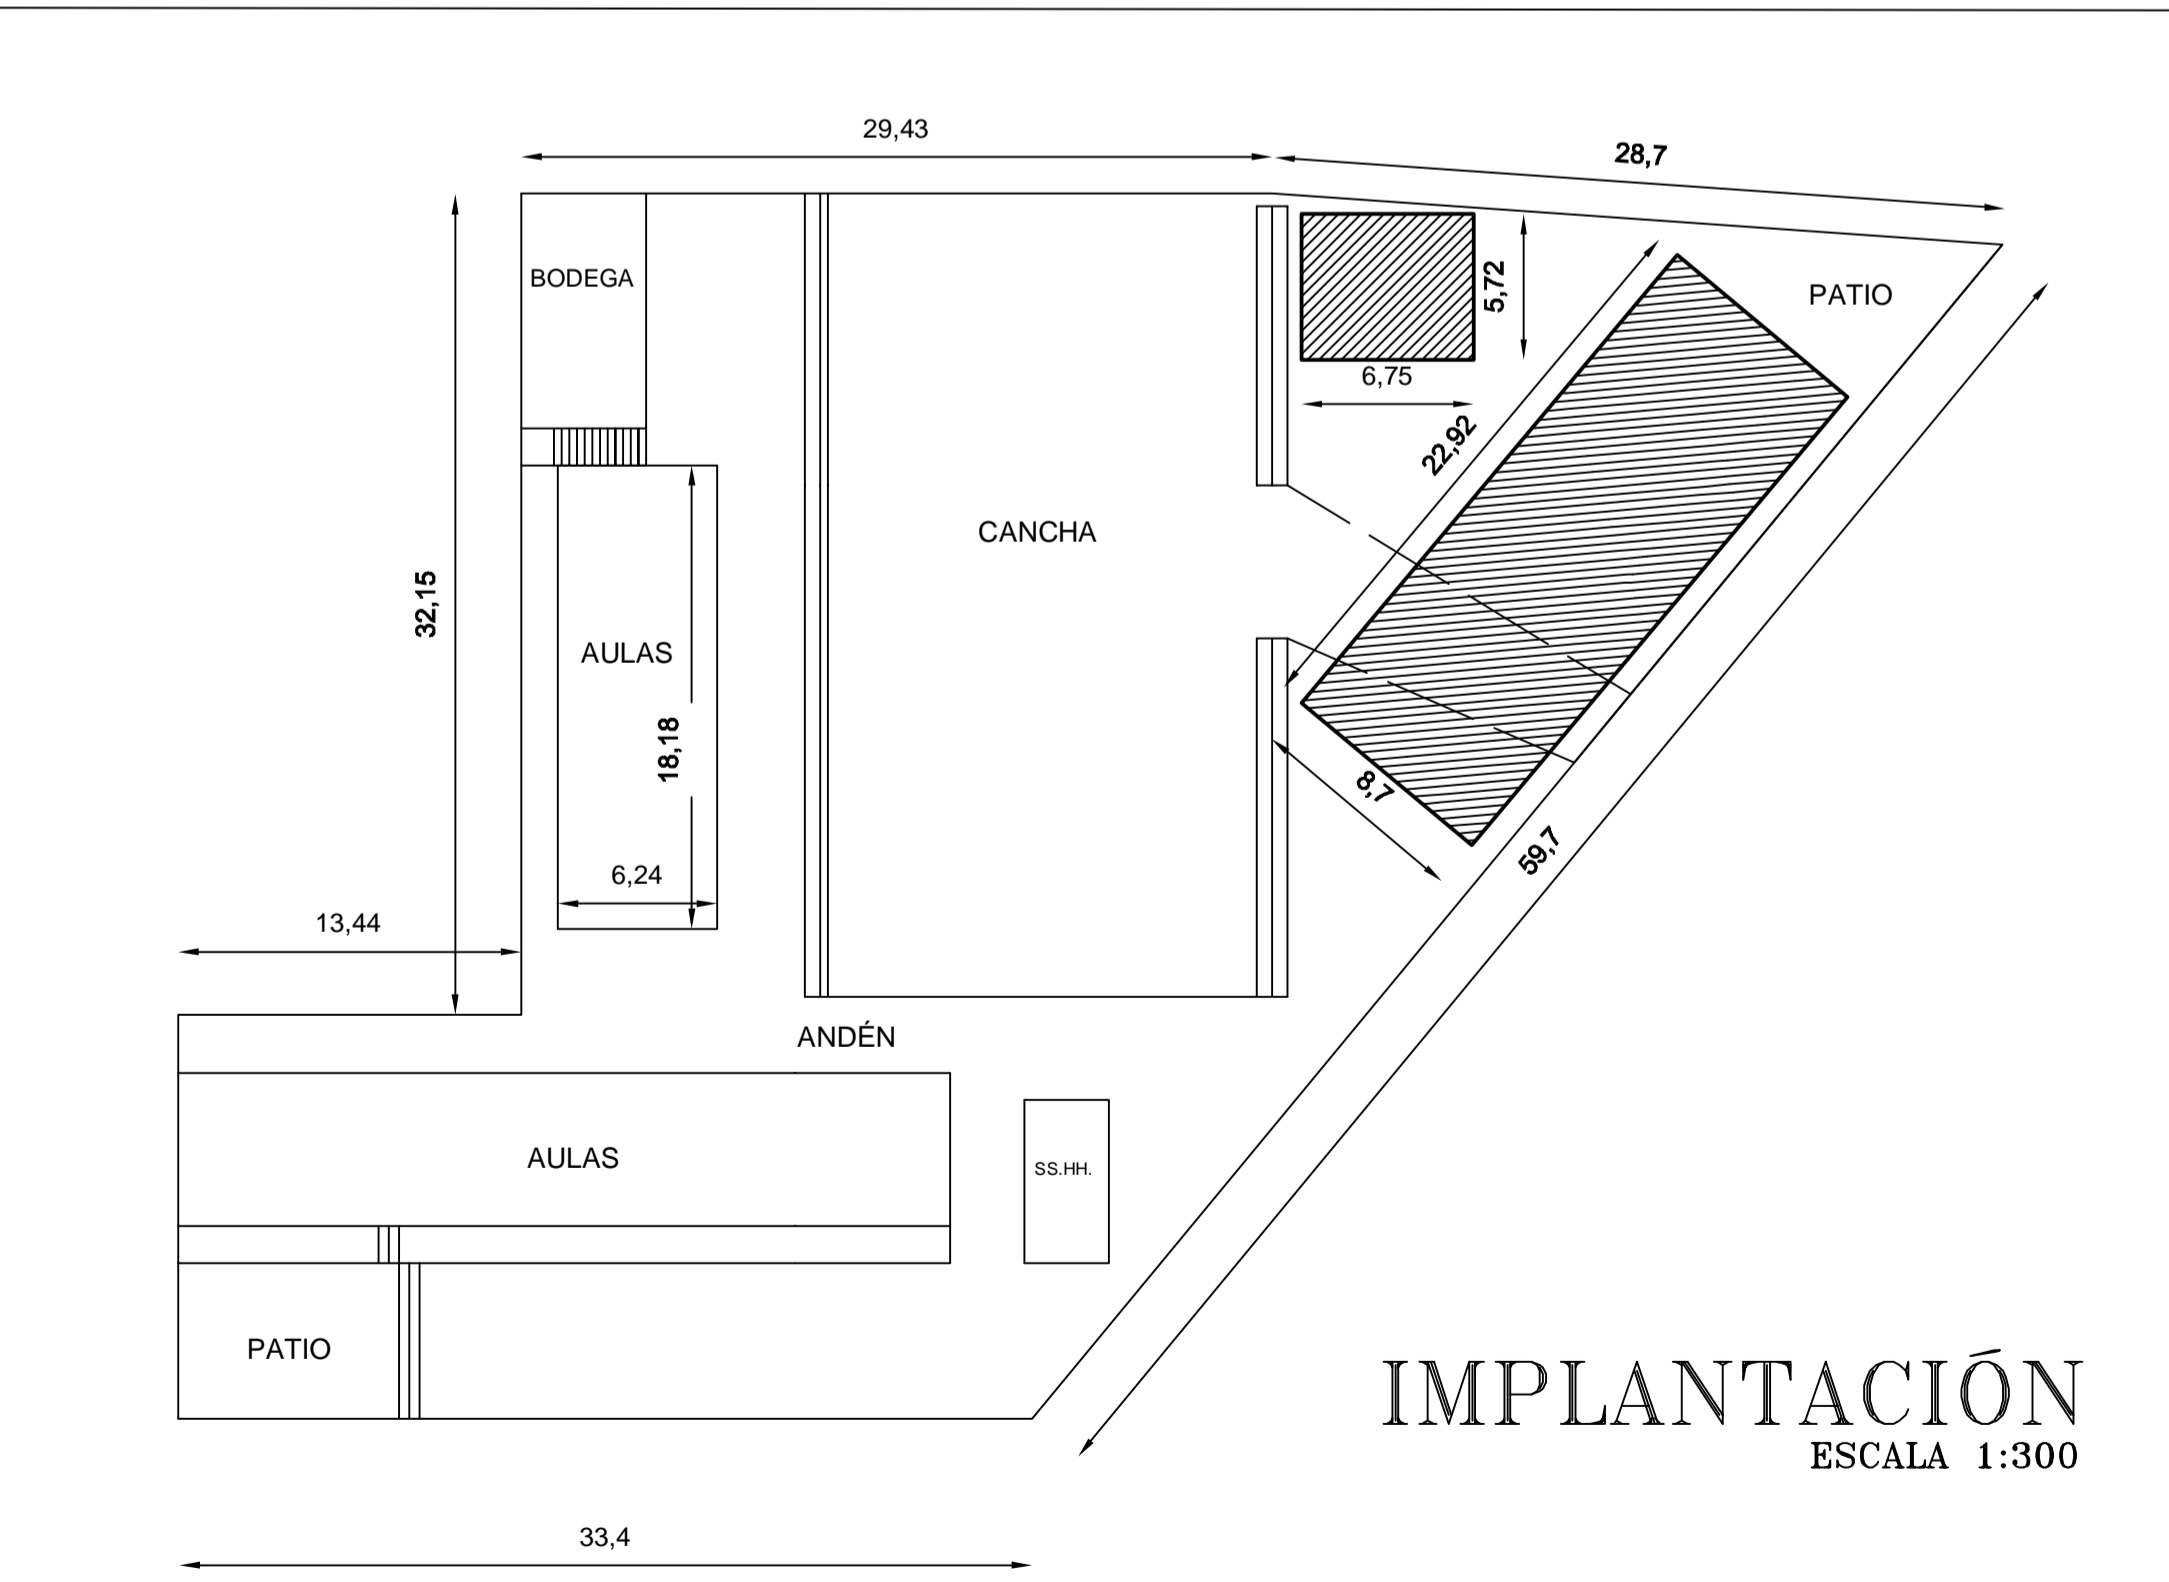 29,43
28,7
BODEGA
PATIO
5,72
6,75
22,92
CANCHA
32,15
AULAS
18,18
8,7
59,7
6,24
13,44
ANDÉN
AULAS
SS.HH.
PATIO
IMPLANTACIÓN
ESCALA 1:300
33,4